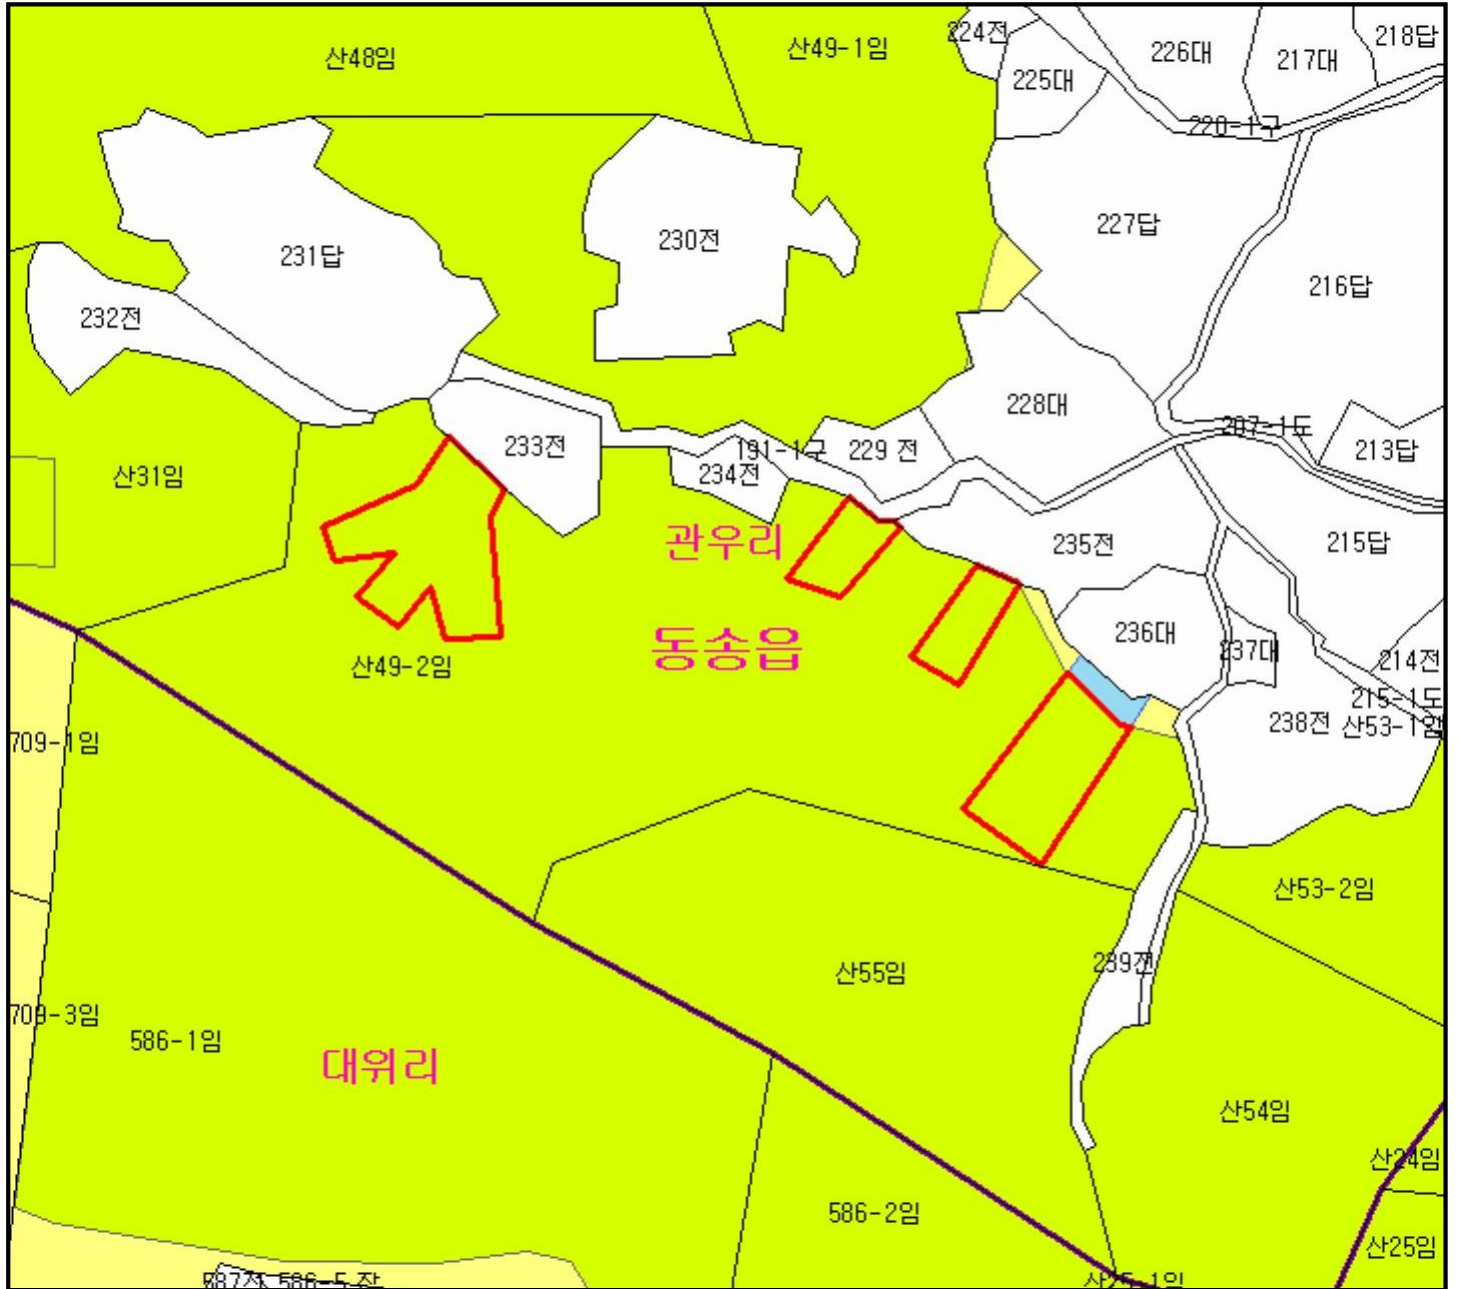 산48임
산49-1임
224전
225대
226대
217대
218답
220-1구
231답
230전
227답
216답
232전
228대
207-1도
213답
산31임
233전
191-1구
229 전
234전
관우리
235전
215답
동송읍
236대
237대
214전
산49-2임
215-1도
238전
산53-1임
709-1임
산53-2임
산55임
239전
709-3임
586-1임
대위리
산54임
산24임
586-2임
산25임
587전
586-5 장